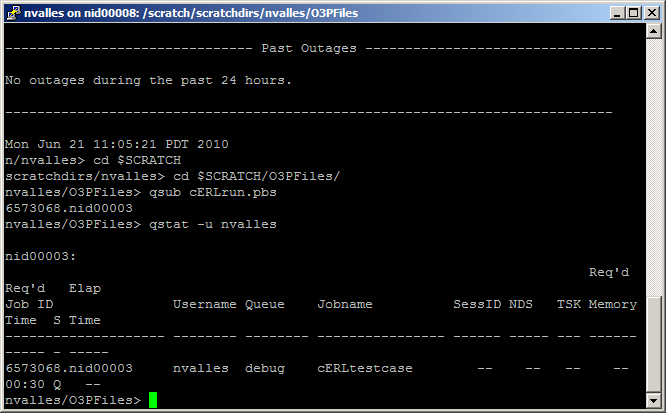 nvalles on nid00008: /scratch/scratchdirs/nvalles/O3PFiles
------------------------------- Past Outages -------------------------------
No outages during the past 24 hours.
----------------------------------------------------------------------------
Mon Jun 21 11:05:21 PDT 2010
n/nvalles> cd $SCRATCH
scratchdirs/nvalles> cd $SCRATCH/O3PFiles/
nvalles/O3PFiles> qsub cERLrun.pbs
6573068.nid00003
nvalles/O3PFiles> qstat -u nvalles
nid00003:
Req'd
Req'd   Elap
Job ID               Username Queue    Jobname          SessID NDS   TSK Memory
Time  S Time
-------------------- -------- -------- ---------------- ------ ----- --- ------
----- - -----
6573068.nid00003     nvalles  debug    cERLtestcase        --    --   --    --
00:30 Q   --
nvalles/O3PFiles>